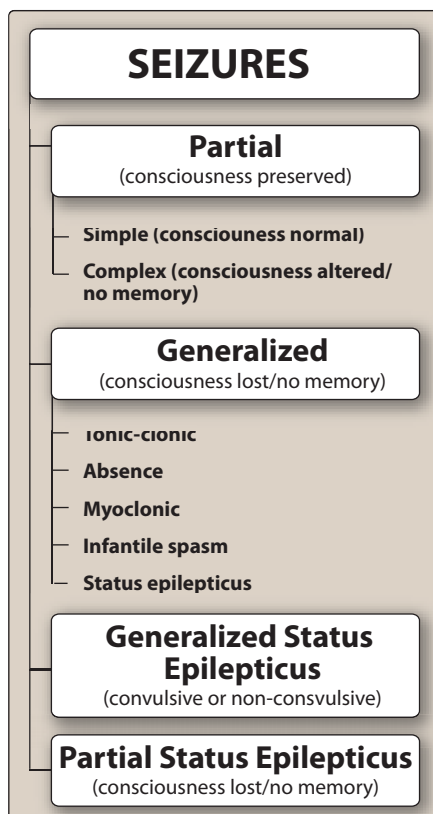 SEIZURES
Partial
(consciousness preserved)
Simple (consciouness normal)
Complex (consciousness altered/
no memory)
Generalized
(consciousness lost/no memory)
Tonic-clonic
Absence
Myoclonic
Infantile spasm
Status epilepticus
Generalized Status
Epilepticus
(convulsive or non-consvulsive)
Partial Status Epilepticus
(consciousness lost/no memory)